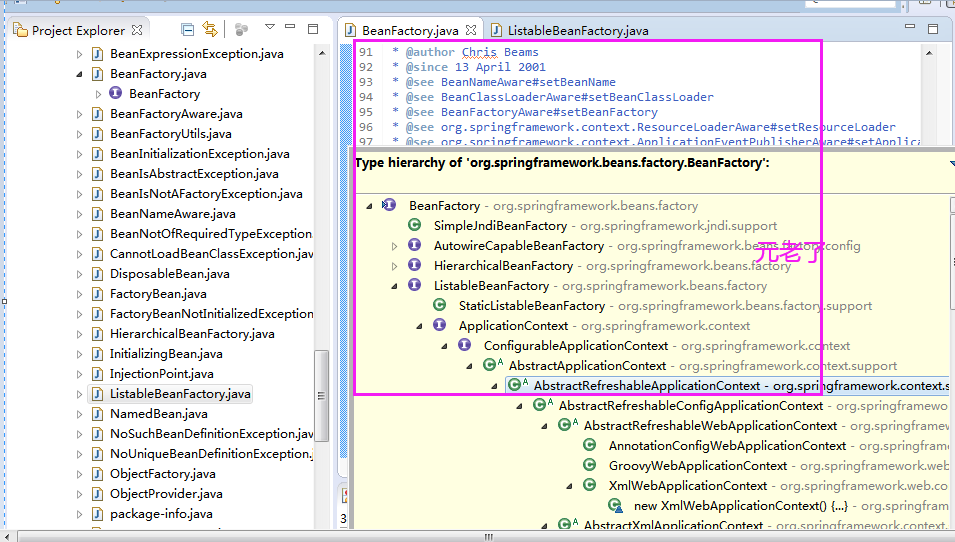 Project Explorer
BeanExpressionException.java
BeanFactory.java
BeanFactory
BeanFactoryAware.java
BeanFactoryUtils.java
BeanInitializationException.java
BeanIsAbstractException.java
BeanIsNotAFactoryException.java
BeanNameAware.java
BeanNotOfRequiredTypeException.
CannotLoadBeanClassException.jav
DisposableBean.java
FactoryBean.java
FactoryBeanNotInitializedException
HierarchicalBeanFactory.java
InitializingBean.java
InjectionPoint.java
ListableBeanFactory.java
NamedBean.java
NoSuchBeanDefinitionException.jav
NoUniqueBeanDefinitionException.j
ObjectFactory.java
ObjectProvider.java
package-info.java
BeanFactory.java
ListableBeanFactory.java
91 * @author Chris Beams
92 * @since 13 April 2001
93 * @see BeanNameAware#setBeanName
94 * @see BeanClassLoaderAware#setBeanClassLoader
95 * @see BeanFactoryAware#setBeanFactory
96 * @see org.springframework.context.ResourceLoaderAware#setResourceLoader
97 * @see org.springframework.context.ApplicationEventPublisherAware#setApplica
Type hierarchy of 'org.springframework.beans.factory.BeanFactory':
BeanFactory - org.springframework.beans.factory
SimpleJndiBeanFactory - org.springframework.jndi.support
AutowireCapableBeanFactory - org.springframework.beans.factory.config
元老了
HierarchicalBeanFactory - org.springframework.beans.factory
ListableBeanFactory - org.springframework.beans.factory
StaticListableBeanFactory - org.springframework.beans.factory.support
ApplicationContext - org.springframework.context
ConfigurableApplicationContext - org.springframework.context
AbstractApplicationContext - org.springframework.context.support
AbstractRefreshableApplicationContext - org.springframework.context.s
AbstractRefreshableConfigApplicationContext - org.springframewo
AbstractRefreshableWebApplicationContext - org.springframew
AnnotationConfigWebApplicationContext - org.springfram
GroovyWebApplicationContext - org.springframework.web
XmlWebApplicationContext - org.springframework.web.co
new XmlWebApplicationContext() {...} - org.springfram
AbstractXmlApplicationContext - org.springframework.conte
3